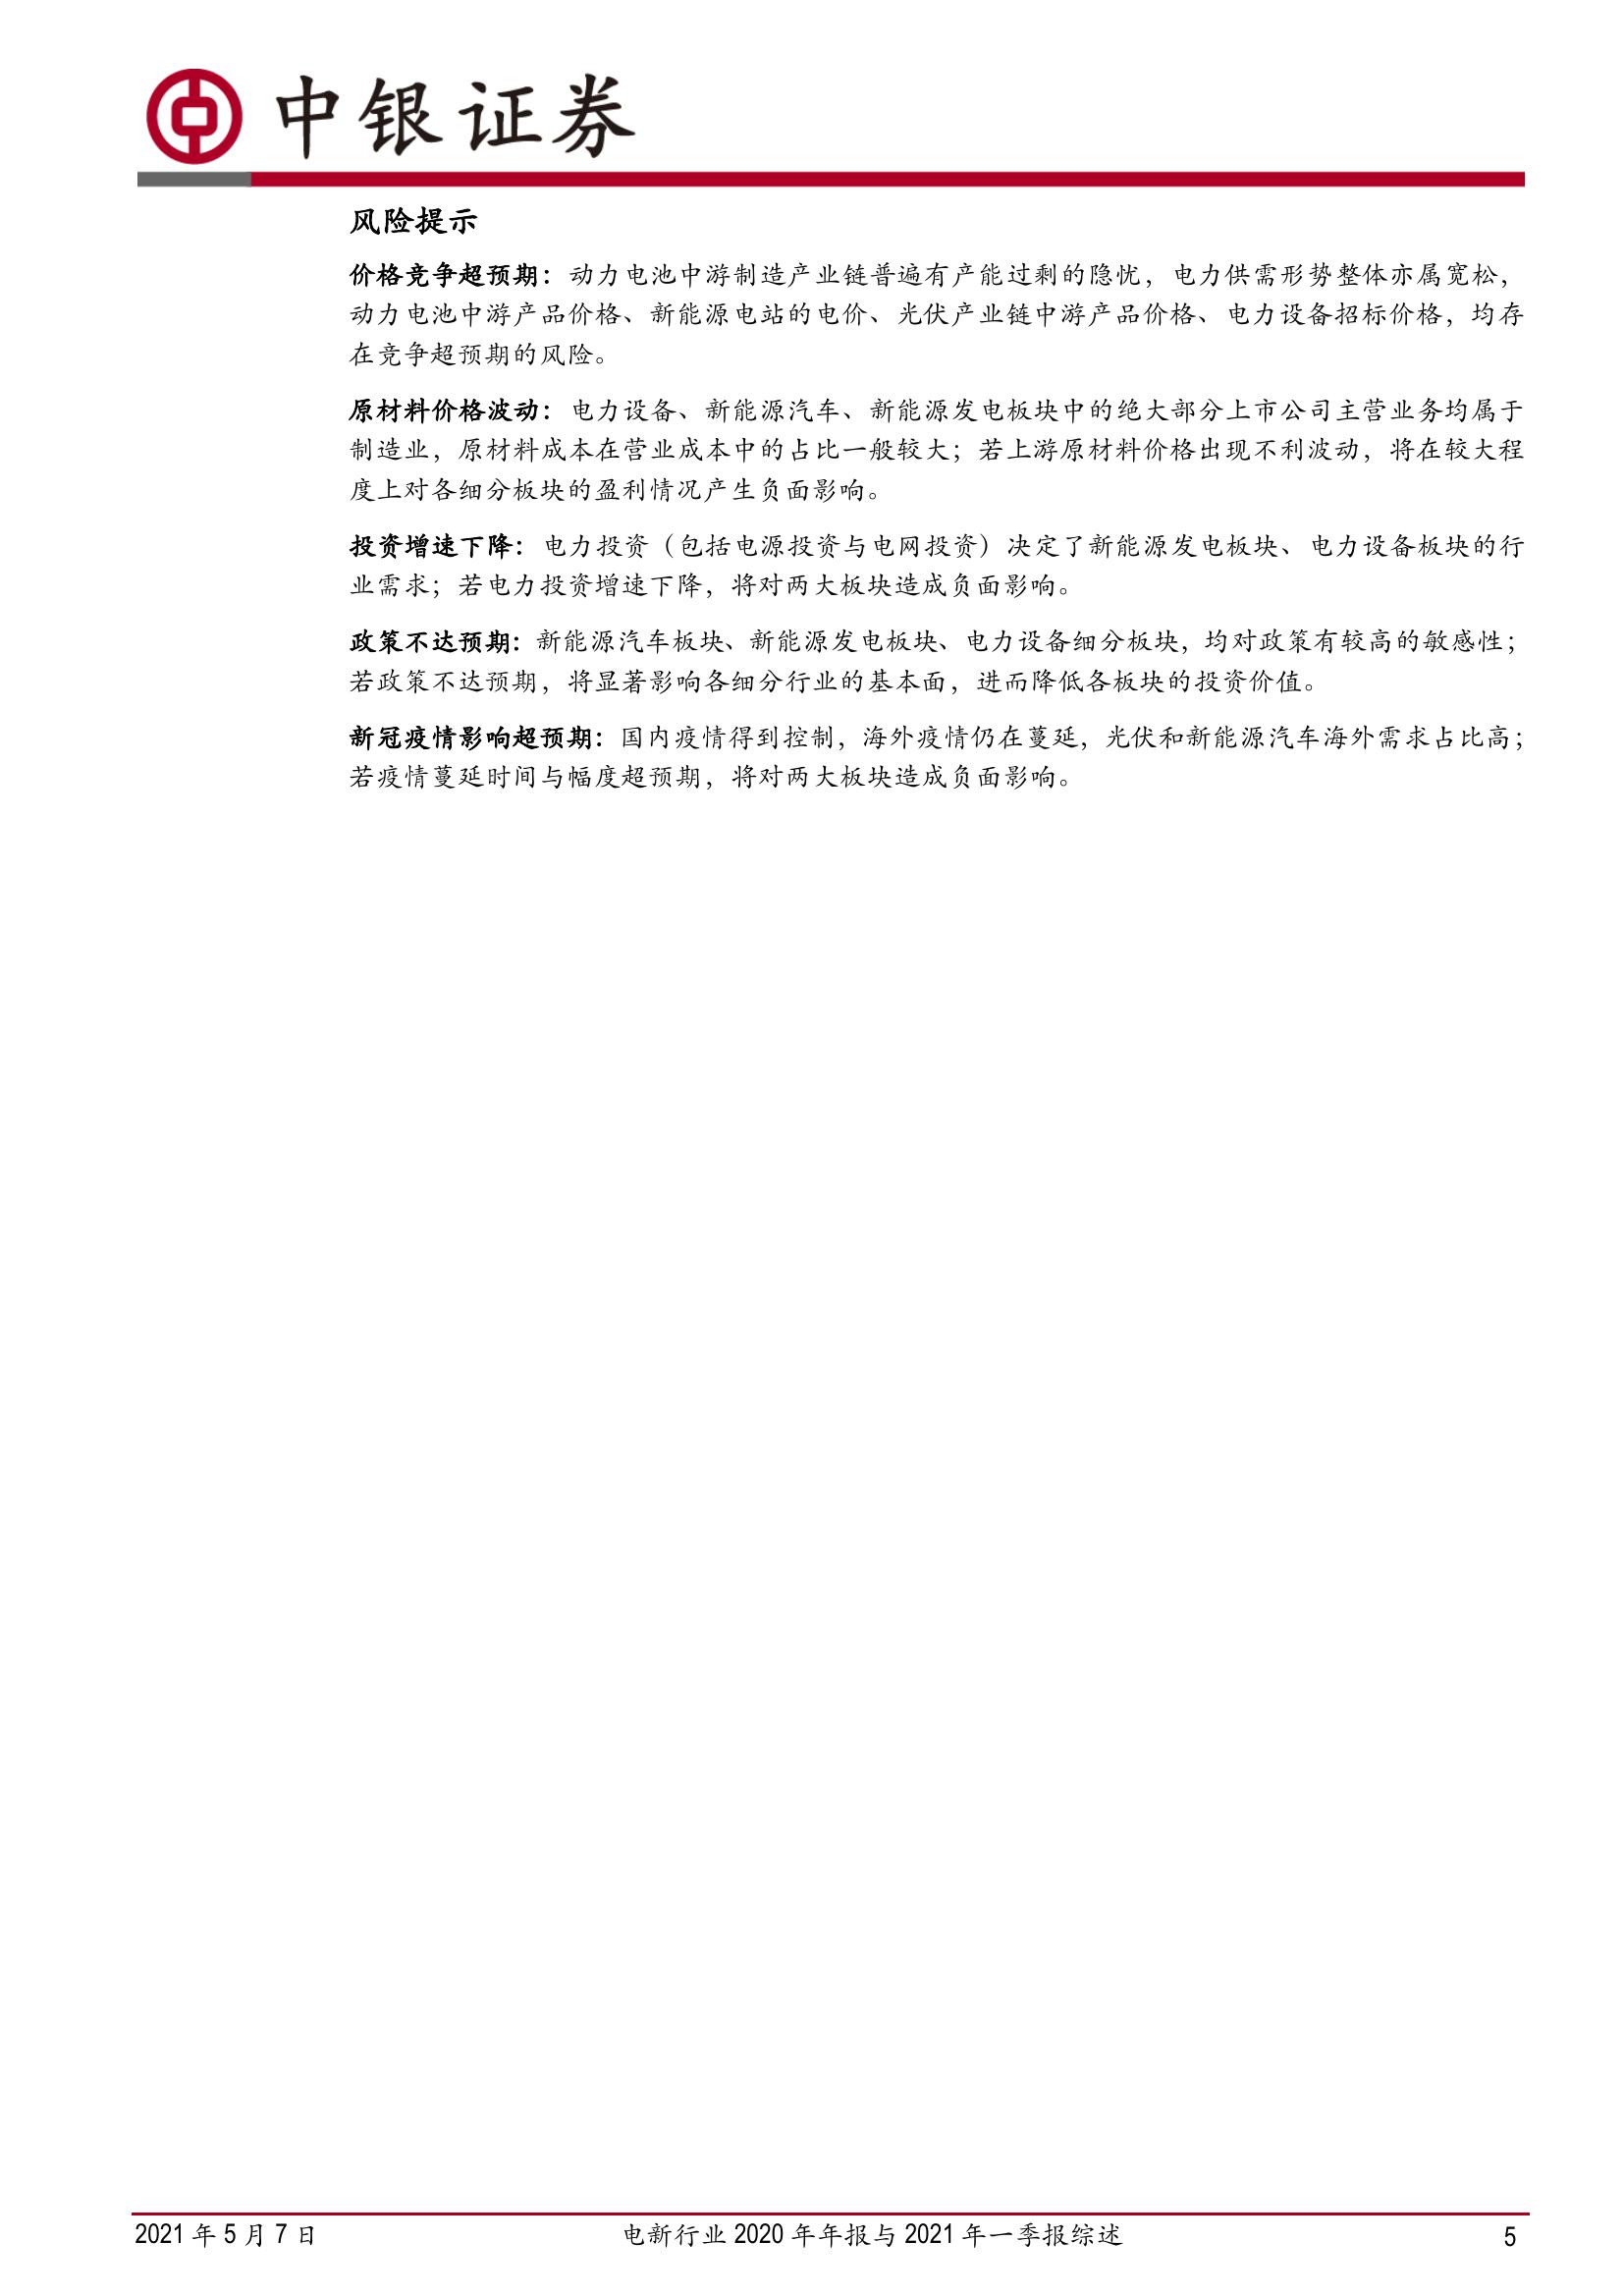 中银证券
风险提示
价格竞争超预期：动力电池中游制造产业链普遍有产能过剩的隐忧，电力供需形势整体亦属宽松，
动力电池中游产品价格、新能源电站的电价、光伏产业链中游产品价格、电力设备招标价格，均存
在竞争超预期的风险。
原材料价格波动：电力设备、新能源汽车、新能源发电板块中的绝大部分上市公司主营业务均属于
制造业，原材料成本在营业成本中的占比一般较大；若上游原材料价格出现不利波动，将在较大程
度上对各细分板块的盈利情况产生负面影响。
投资增速下降：电力投资（包括电源投资与电网投资）决定了新能源发电板块、电力设备板块的行
业需求；若电力投资增速下降，将对两大板块造成负面影响。
政策不达预期：新能源汽车板块、新能源发电板块、电力设备细分板块，均对政策有较高的敏感性；
若政策不达预期，将显著影响各细分行业的基本面，进而降低各板块的投资价值。
新冠疫情影响超预期：国内疫情得到控制，海外疫情仍在蔓延，光伏和新能源汽车海外需求占比高；
若疫情蔓延时间与幅度超预期，将对两大板块造成负面影响。
2021 年 5 月 7 日
电新行业 2020 年年报与 2021 年一季报综述
5